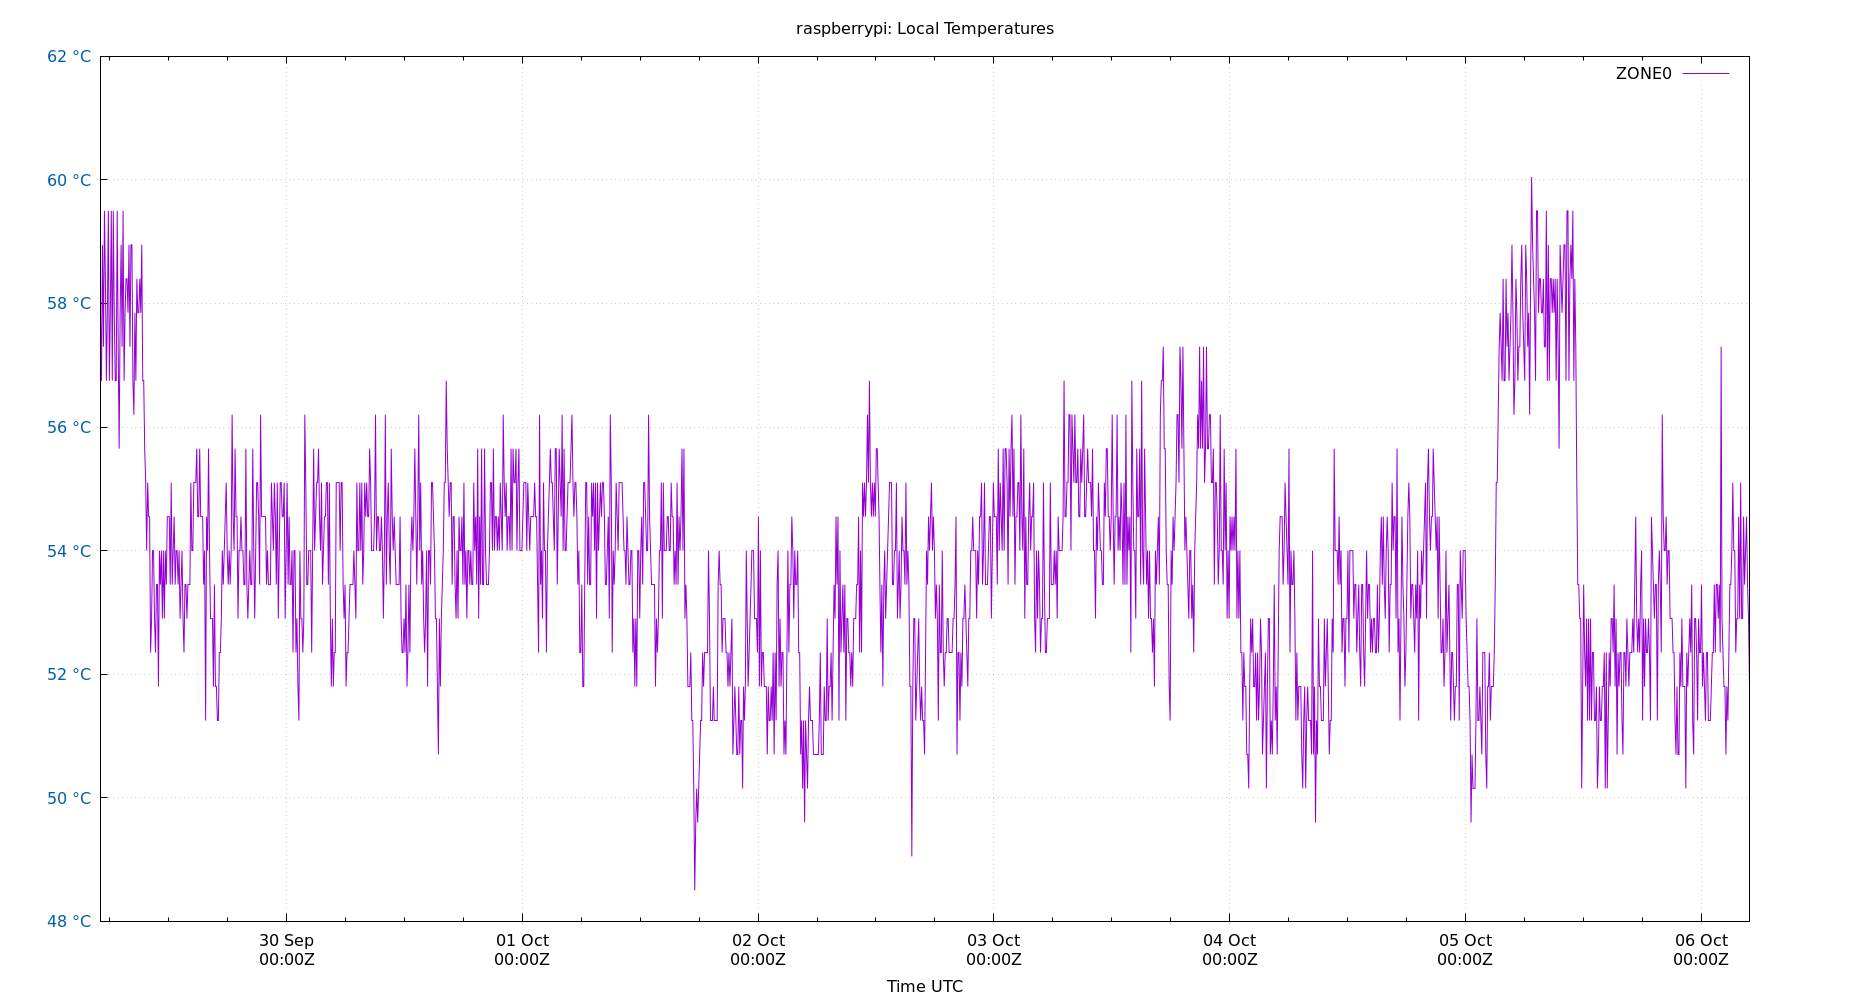 raspberrypi: Local Temperatures
ZONE0
62 °C
60 °C
58 °C
56 °C
54 °C
52 °C
50 °C
48 °C
30 Sep
00:00Z
01 Oct
00:00Z
02 Oct
00:00Z
03 Oct
00:00Z
04 Oct
00:00Z
05 Oct
00:00Z
06 Oct
00:00Z
Time UTC